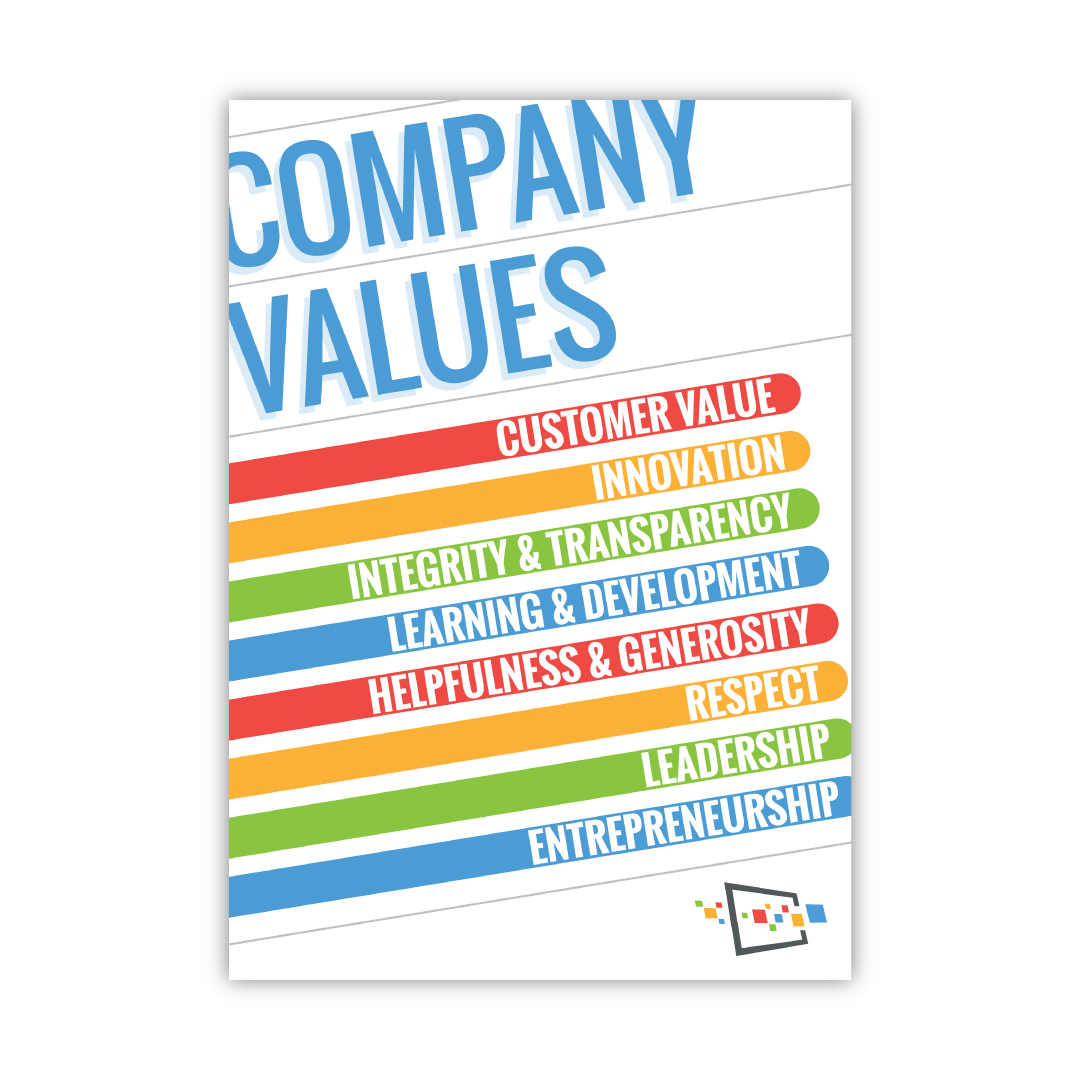 COMPANY
VALUES
CUSTOMER VALUE
INNOVATION
INTEGRITY & TRANSPARENCY
LEARNING & DEVELOPMENT
HELPFULNESS & GENEROSITY
RESPECT
LEADERSHIP
ENTREPRENEURSHIP